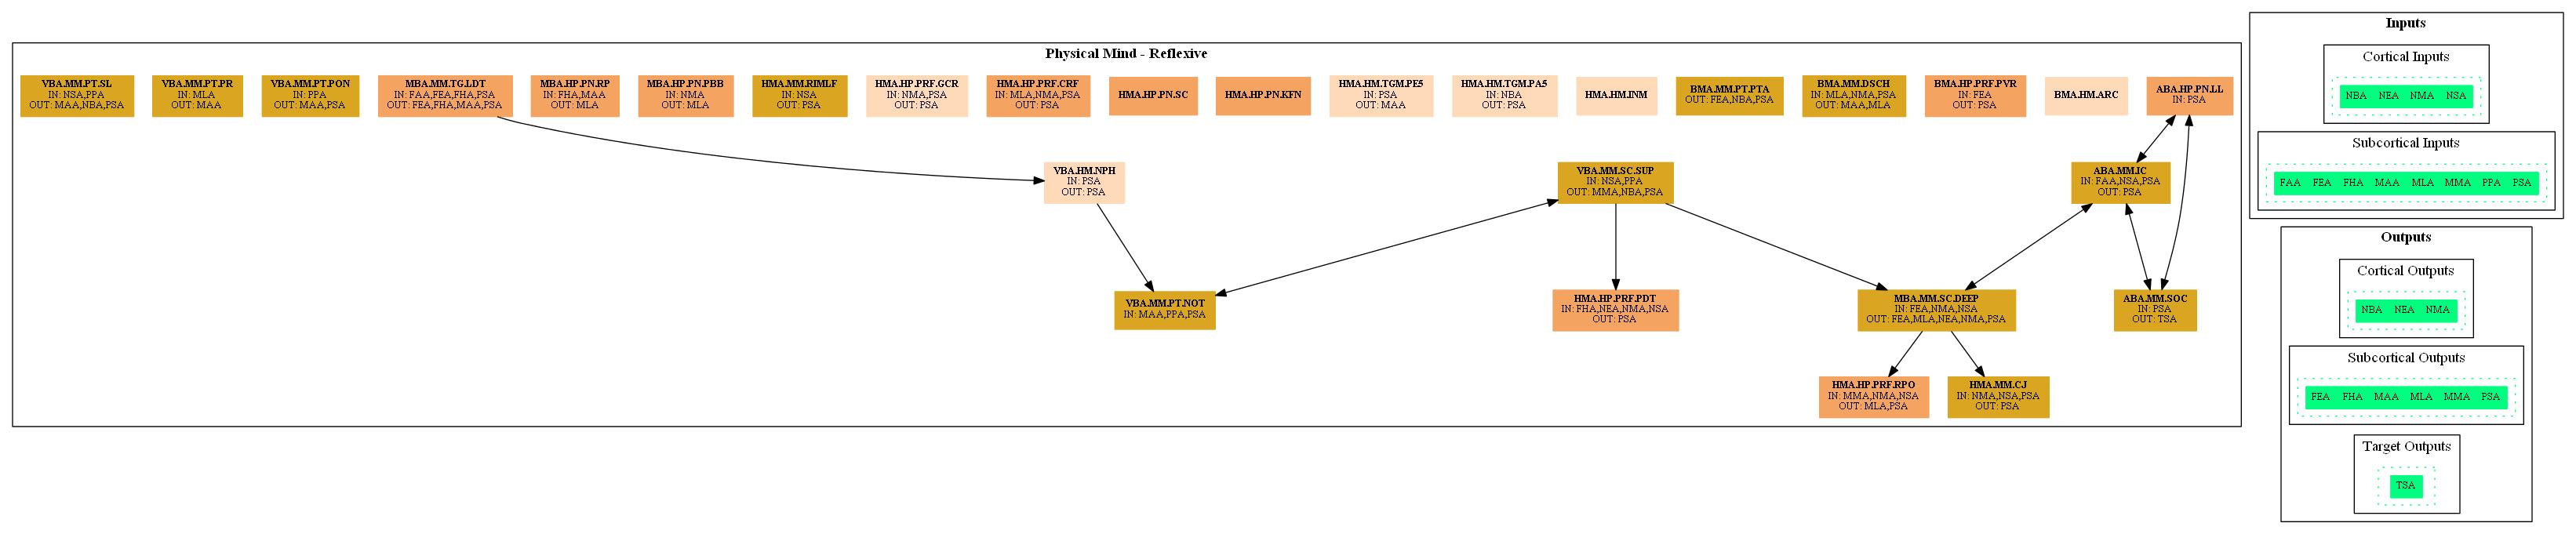 Physical Mind - Reflexive
VBA.MM.PT.SL
IN: NSA,PPA
OUT: MAA,NBA,PSA
VBA.MM.PT.PR
IN: MLA
OUT: MAA
VBA.MM.PT.PON
IN: PPA
OUT: MAA,PSA
MBA.MM.TG.LDT
IN: FAA,FEA,FHA,PSA
OUT: FEA,FHA,MAA,PSA
MBA.HP.PN.RP
IN: FHA,MAA
OUT: MLA
MBA.HP.PN.PBB
IN: NMA
OUT: MLA
HMA.MM.RIMLF
IN: NSA
OUT: PSA
HMA.HP.PRF.GCR
IN: NMA,PSA
OUT: PSA
HMA.HP.PRF.CRF
IN: MLA,NMA,PSA
OUT: PSA
HMA.HP.PN.SC
HMA.HP.PN.KFN
HMA.HM.TGM.PE5
IN: PSA
OUT: MAA
HMA.HM.TGM.PA5
IN: NBA
OUT: PSA
HMA.HM.INM
BMA.MM.PT.PTA
OUT: FEA,NBA,PSA
BMA.MM.DSCH
IN: MLA,NMA,PSA
OUT: MAA,MLA
BMA.HP.PRF.PVR
IN: FEA
OUT: PSA
BMA.HM.ARC
ABA.HP.PN.LL
IN: PSA
VBA.HM.NPH
IN: PSA
OUT: PSA
VBA.MM.SC.SUP
IN: NSA,PPA
OUT: MMA,NBA,PSA
ABA.MM.IC
IN: FAA,NSA,PSA
OUT: PSA
VBA.MM.PT.NOT
IN: MAA,PPA,PSA
HMA.HP.PRF.PDT
IN: FHA,NEA,NMA,NSA
OUT: PSA
MBA.MM.SC.DEEP
IN: FEA,NMA,NSA
OUT: FEA,MLA,NEA,NMA,PSA
ABA.MM.SOC
IN: PSA
OUT: TSA
HMA.HP.PRF.RPO
IN: MMA,NMA,NSA
OUT: MLA,PSA
HMA.MM.CJ
IN: NMA,NSA,PSA
OUT: PSA
Inputs
Cortical Inputs
NBA NEA NMA NSA
Subcortical Inputs
FAA FEA FHA MAA MLA MMA PPA PSA
Outputs
Cortical Outputs
NBA NEA NMA
Subcortical Outputs
FEA FHA MAA MLA MMA PSA
Target Outputs
TSA